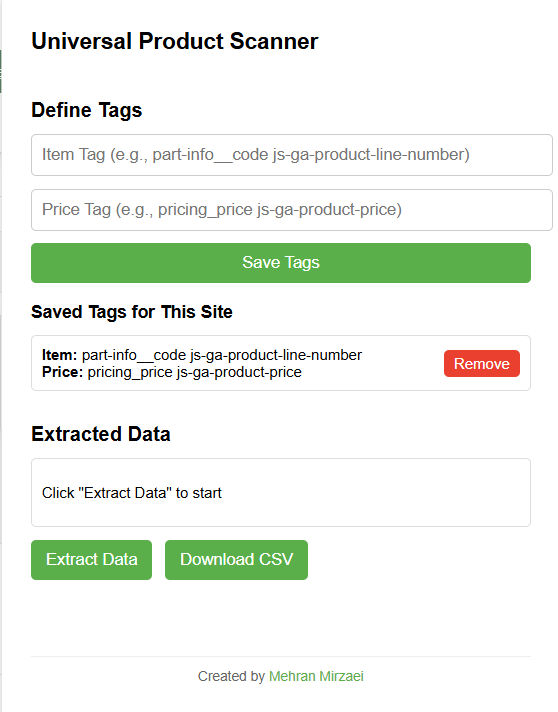 Universal Product Scanner
Define Tags
Item Tag (e.g., part-info__code js-ga-product-line-number)
Price Tag (e.g., pricing_price js-ga-product-price)
Save Tags
Saved Tags for This Site
Item: part-info__code js-ga-product-line-number
Price: pricing_price js-ga-product-price
Remove
Extracted Data
Click "Extract Data" to start
Extract Data
Download CSV
Created by Mehran Mirzaei